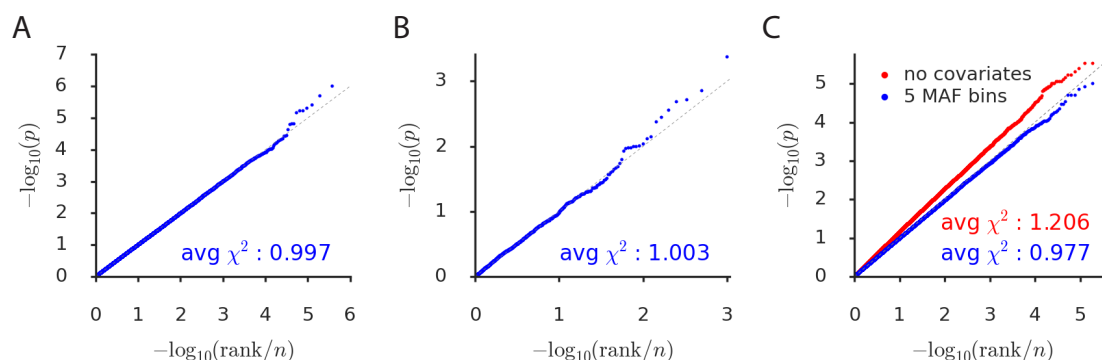 A
7
6
5
4
3
2
1
0
0 1 2 3 4 5 6
−log₁₀(p)
−log₁₀(rank/n)
avg χ² : 0.997
B
3
2
1
0
0 1 2 3
−log₁₀(p)
−log₁₀(rank/n)
avg χ² : 1.003
C
5
4
3
2
1
0
0 1 2 3 4 5
−log₁₀(p)
−log₁₀(rank/n)
no covariates
5 MAF bins
avg χ² : 1.206
avg χ² : 0.977